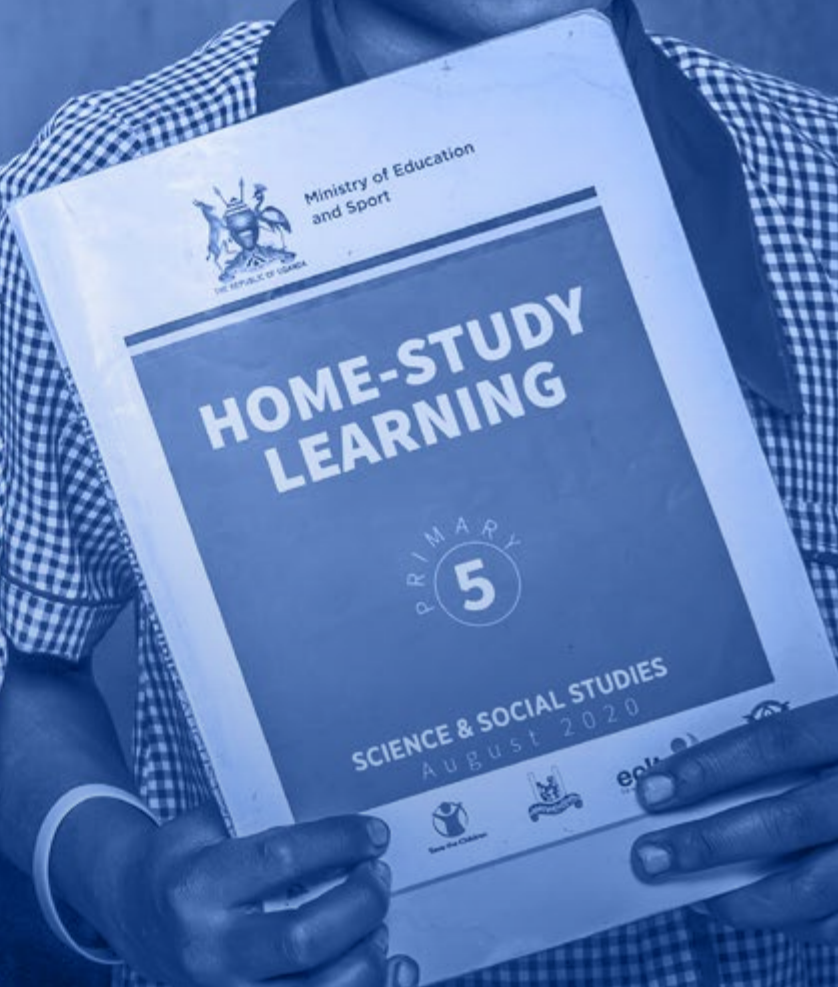 Ministry of Education
and Sport
THE REPUBLIC OF UGANDA
HOME-STUDY
LEARNING
PRIMARY
5
SCIENCE & SOCIAL STUDIES
August 2020
Save the Children